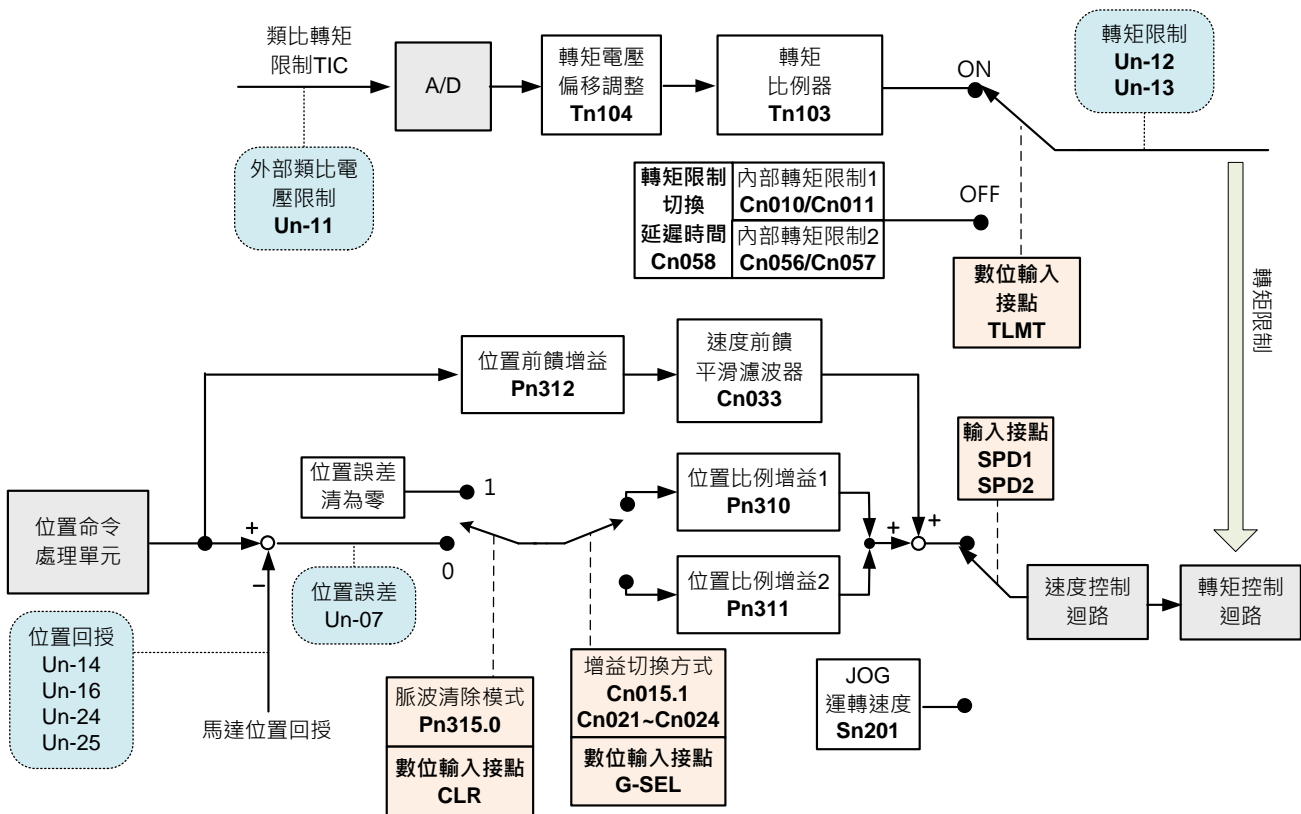 類比轉矩
限制TIC
A/D
轉矩電壓
偏移調整
Tn104
轉矩
比例器
Tn103
ON
轉矩限制
Un-12
Un-13
外部類比電
壓限制
Un-11
轉矩限制
切換
延遲時間
Cn058
內部轉矩限制1
Cn010/Cn011
內部轉矩限制2
Cn056/Cn057
OFF
數位輸入
接點
TLMT
轉矩限制
位置前饋增益
Pn312
速度前饋
平滑濾波器
Cn033
輸入接點
SPD1
SPD2
位置誤差
清為零
1
位置比例增益1
Pn310
位置命令
處理單元
+
−
0
+
+
位置誤差
Un-07
位置比例增益2
Pn311
速度控制
迴路
轉矩控制
迴路
位置回授
Un-14
Un-16
Un-24
Un-25
馬達位置回授
脈波清除模式
Pn315.0
數位輸入接點
CLR
增益切換方式
Cn015.1
Cn021~Cn024
數位輸入接點
G-SEL
JOG
運轉速度
Sn201